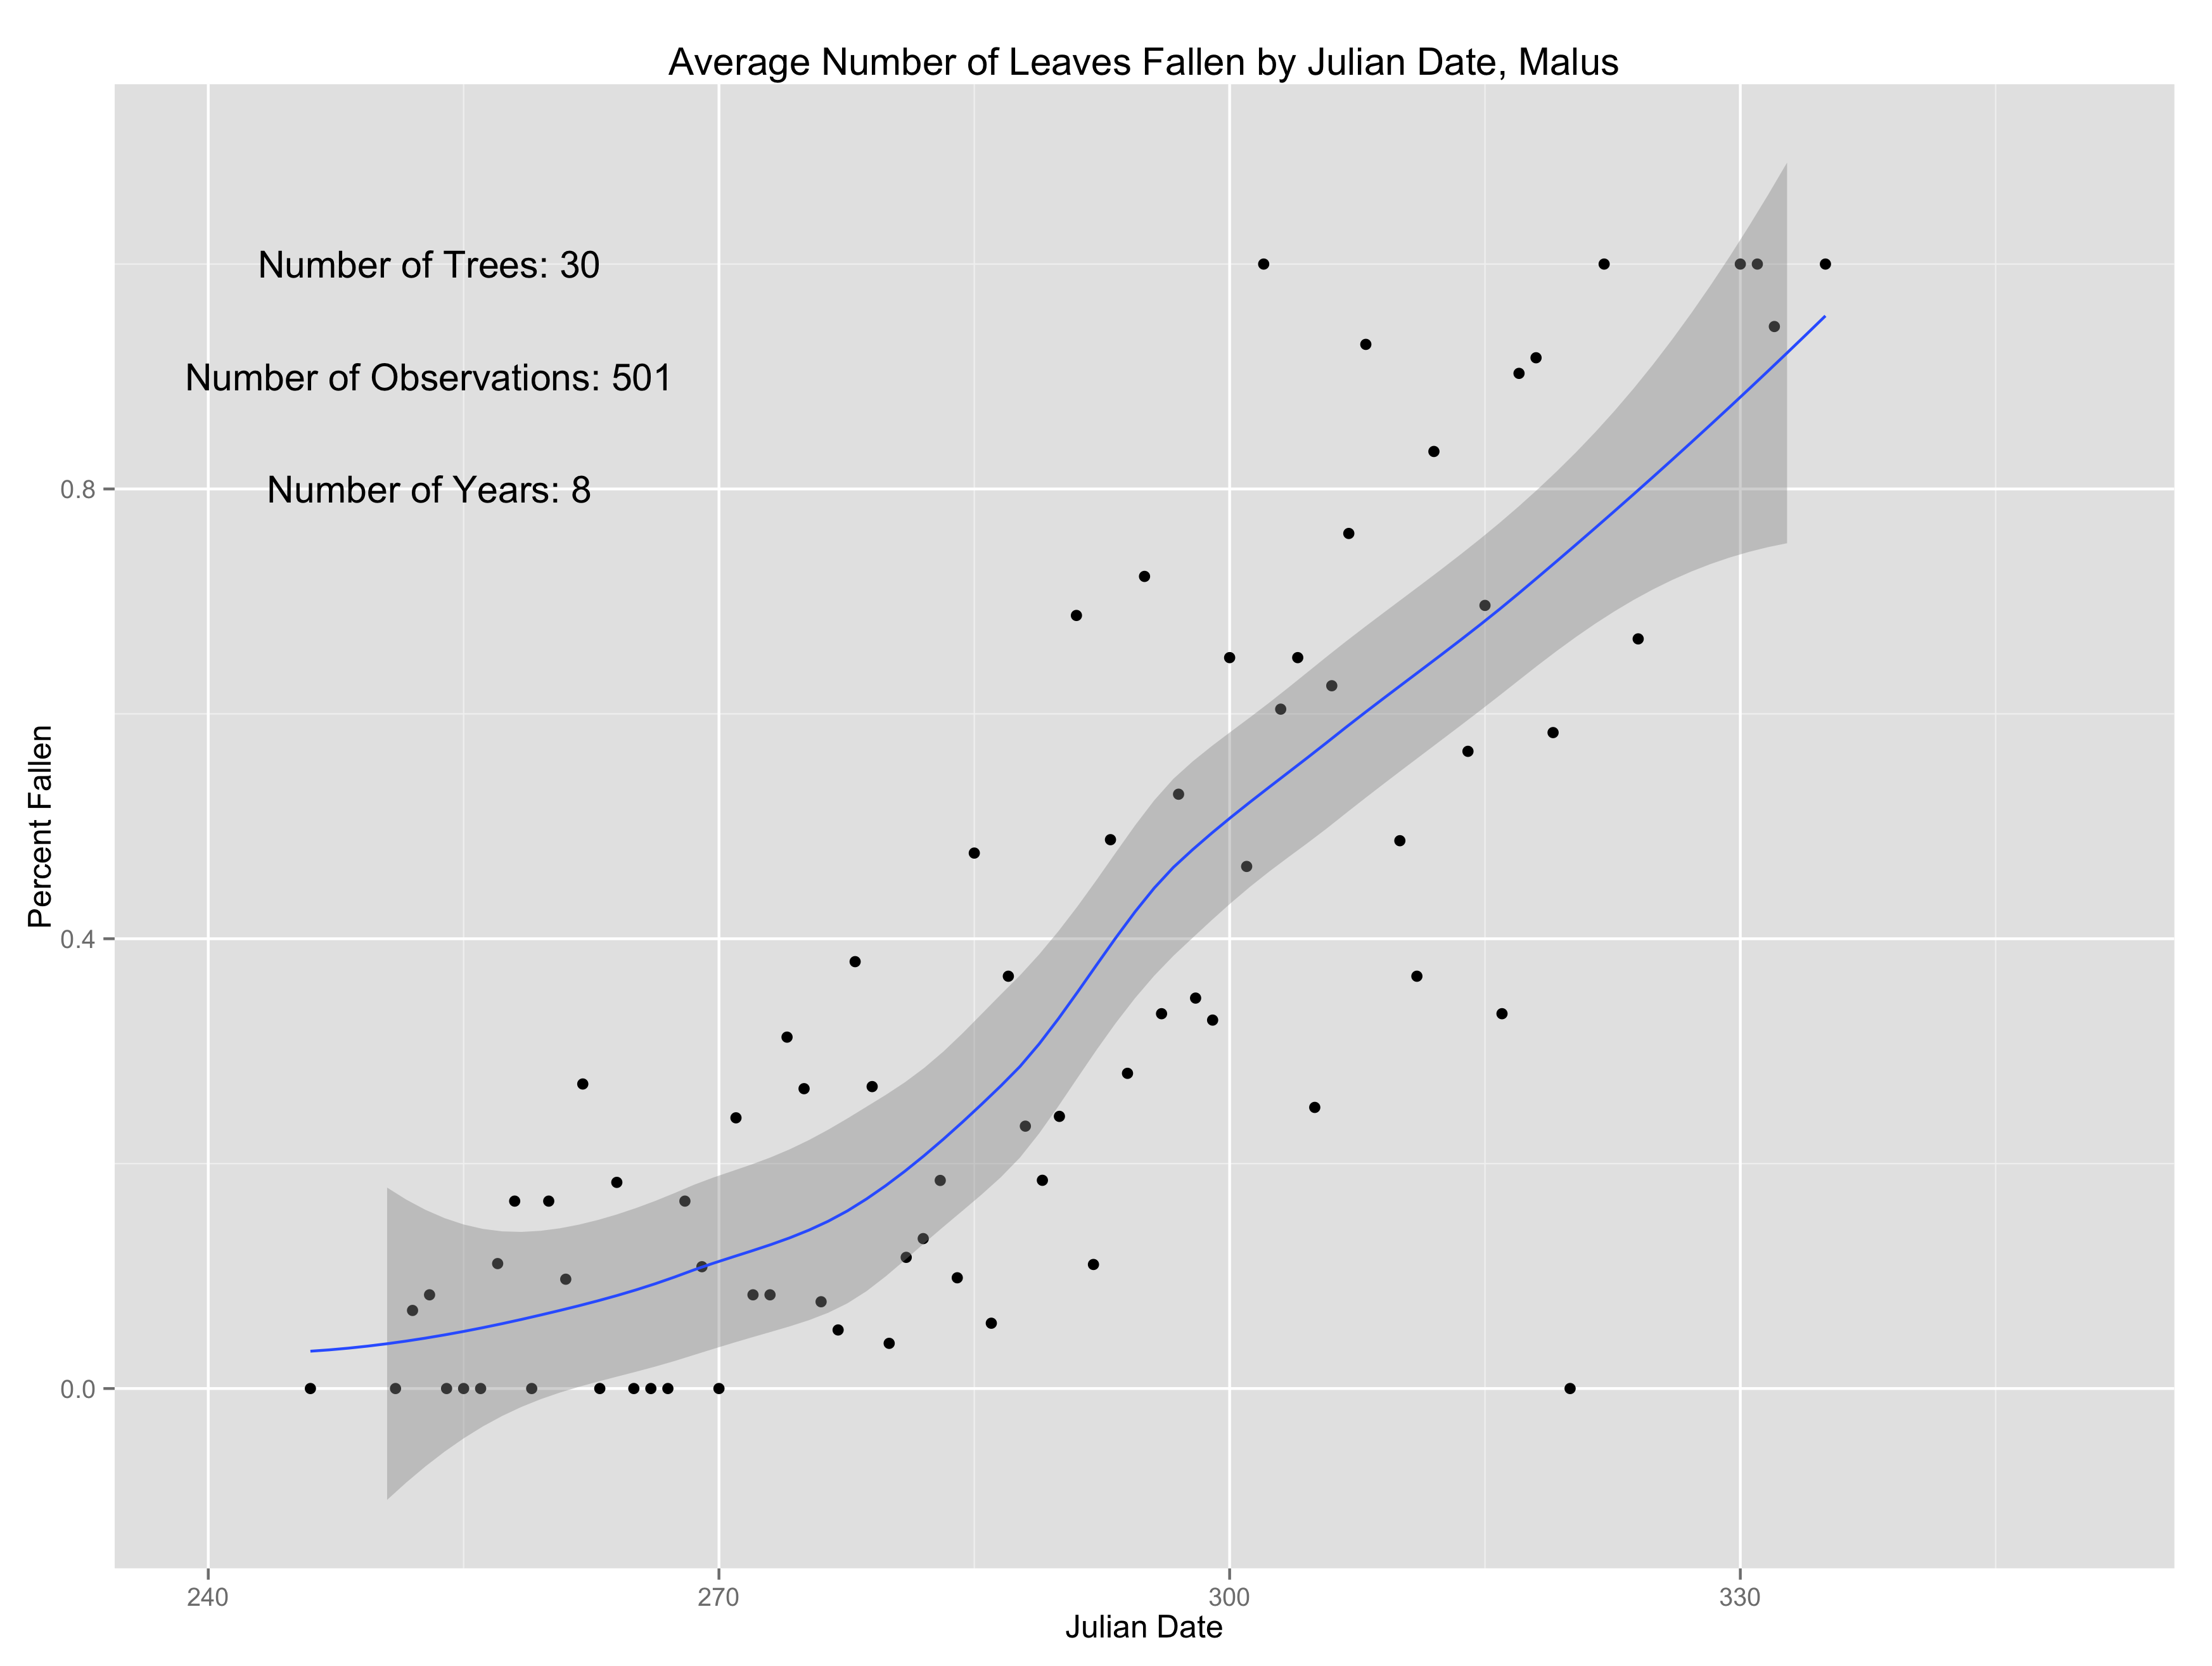 Average Number of Leaves Fallen by Julian Date, Malus
Number of Trees: 30
Number of Observations: 501
Number of Years: 8
0.8
0.4
0.0
Percent Fallen
240 270 300 330
Julian Date